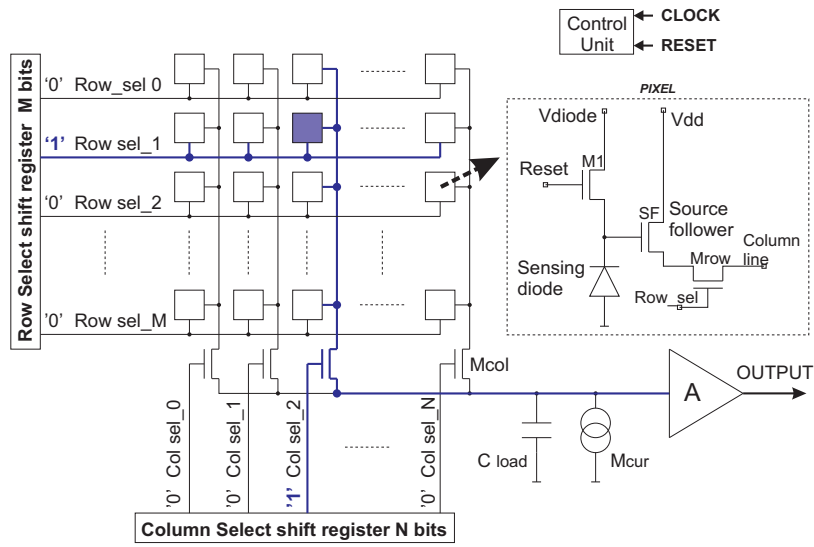 Control Unit
CLOCK
RESET
Row Select shift register M bits
'0' Row_sel 0
'1' Row sel_1
'0' Row sel_2
'0' Row sel_M
PIXEL
Vdiode
Vdd
M1
Reset
SF
Source follower
Mrow
Column line
Sensing diode
Row_sel
Mcol
'0' Col sel_0
'0' Col sel_1
'1' Col sel_2
'0' Col sel_N
C load
Mcur
A
OUTPUT
Column Select shift register N bits